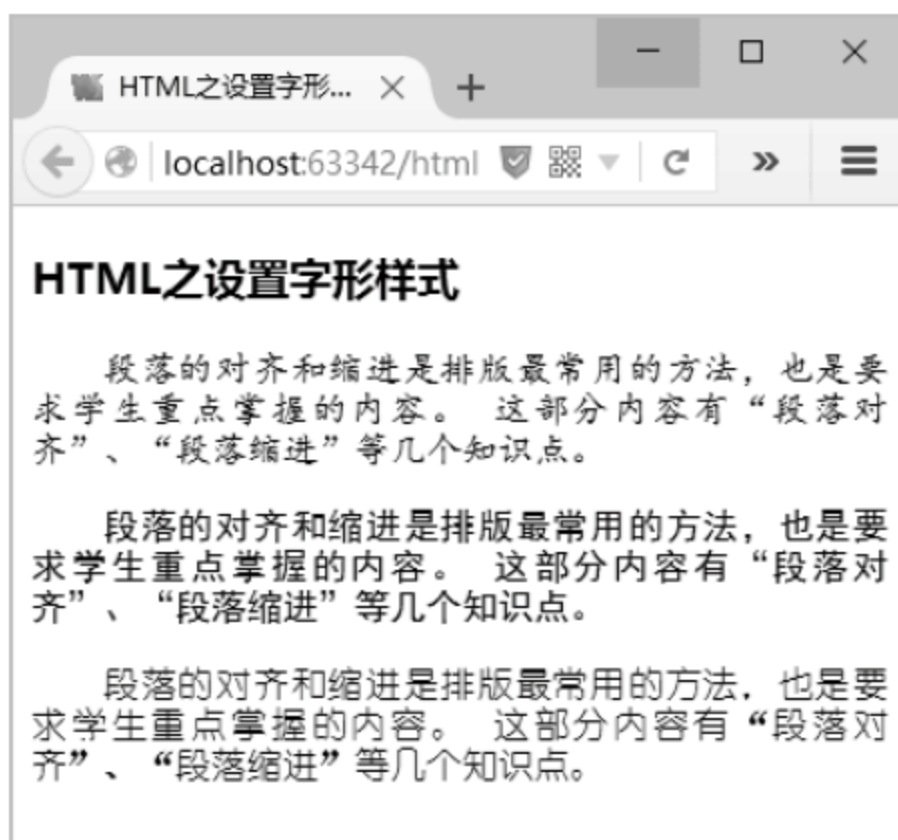 HTML之设置字形...
localhost:63342/html
HTML之设置字形样式
段落的对齐和缩进是排版最常用的方法，也是要
求学生重点掌握的内容。 这部分内容有“段落对
齐”、“段落缩进”等几个知识点。
段落的对齐和缩进是排版最常用的方法，也是要
求学生重点掌握的内容。 这部分内容有“段落对
齐”、“段落缩进”等几个知识点。
段落的对齐和缩进是排版最常用的方法，也是要
求学生重点掌握的内容。 这部分内容有“段落对
齐”、“段落缩进”等几个知识点。